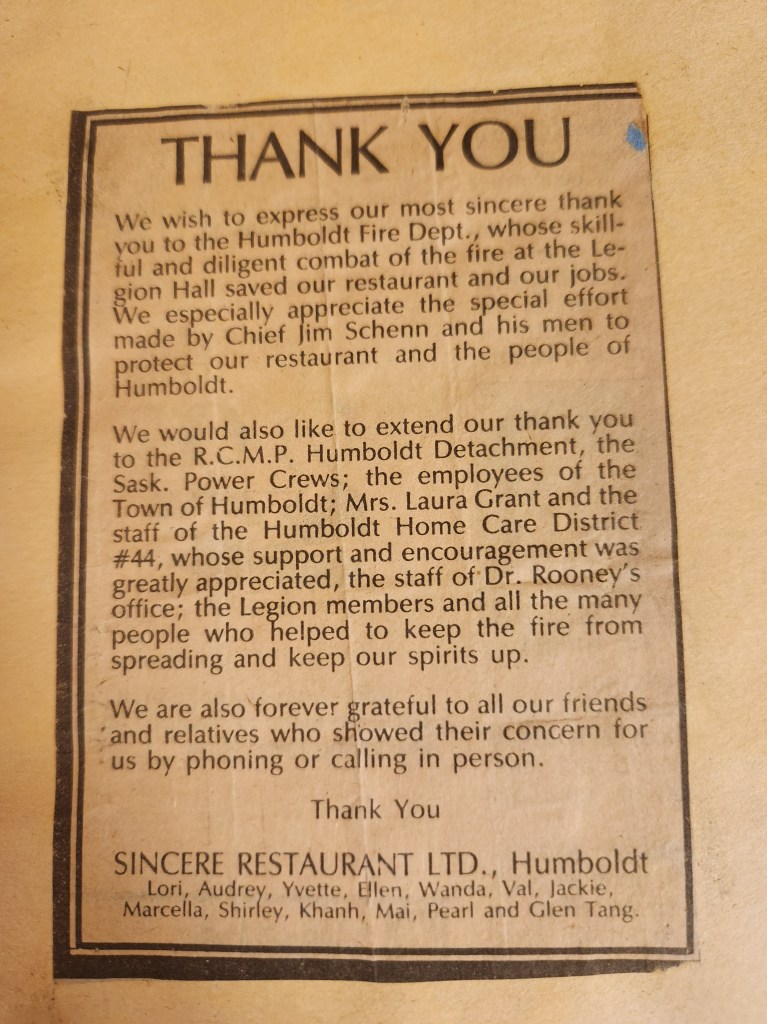 THANK YOU
We wish to express our most sincere thank
you to the Humboldt Fire Dept., whose skill-
ful and diligent combat of the fire at the Le-
gion Hall saved our restaurant and our jobs.
We especially appreciate the special effort
made by Chief Jim Schenn and his men to
protect our restaurant and the people of
Humboldt.
We would also like to extend our thank you
to the R.C.M.P. Humboldt Detachment, the
Sask. Power Crews; the employees of the
Town of Humboldt; Mrs. Laura Grant and the
staff of the Humboldt Home Care District
#44, whose support and encouragement was
greatly appreciated, the staff of Dr. Rooney's
office; the Legion members and all the many
people who helped to keep the fire from
spreading and keep our spirits up.
We are also forever grateful to all our friends
and relatives who showed their concern for
us by phoning or calling in person.
Thank You
SINCERE RESTAURANT LTD., Humboldt
Lori, Audrey, Yvette, Ellen, Wanda, Val, Jackie,
Marcella, Shirley, Khanh, Mai, Pearl and Glen Tang.